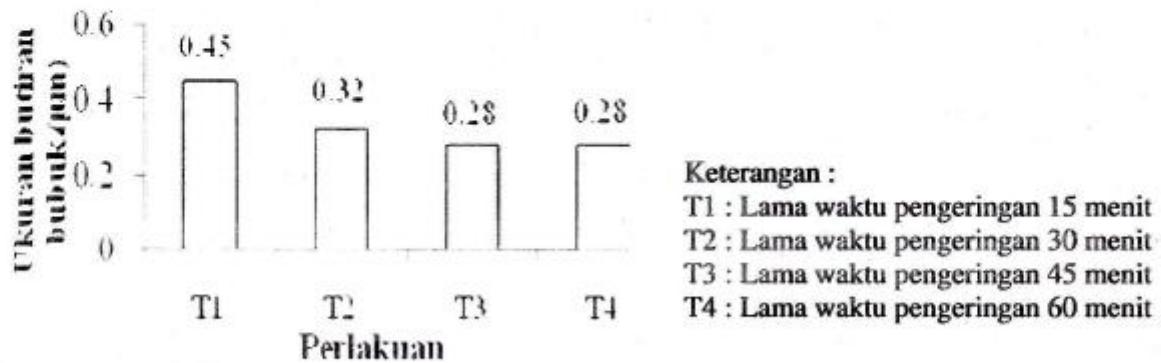 Ukuran butiran
bubuk (µm)
0.6
0.4
0.2
0
0.45
0.32
0.28
0.28
T1
T2
T3
T4
Perlakuan
Keterangan :
T1 : Lama waktu pengeringan 15 menit
T2 : Lama waktu pengeringan 30 menit
T3 : Lama waktu pengeringan 45 menit
T4 : Lama waktu pengeringan 60 menit